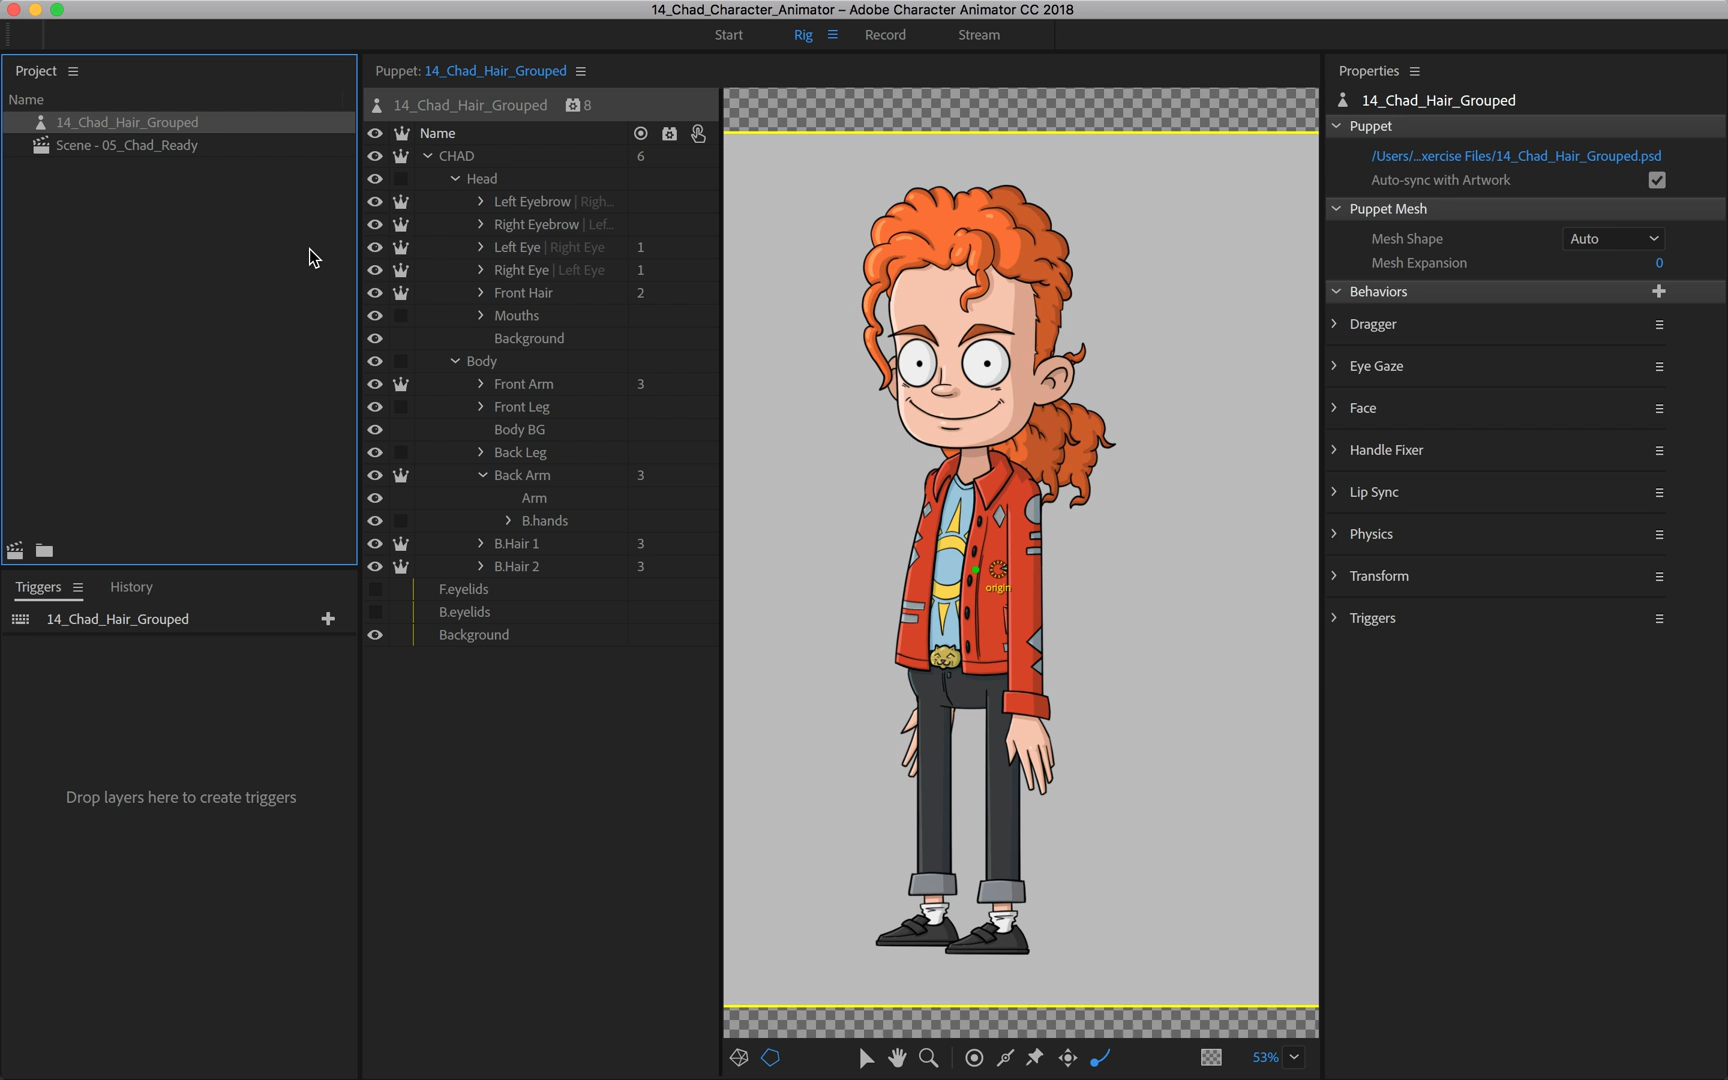 14_Chad_Character_Animator – Adobe Character Animator CC 2018
Start Rig Record Stream
Project
Name
14_Chad_Hair_Grouped
Scene - 05_Chad_Ready
Triggers History
14_Chad_Hair_Grouped
Drop layers here to create triggers
Puppet: 14_Chad_Hair_Grouped
14_Chad_Hair_Grouped 8
Name
CHAD 6
Head
Left Eyebrow | Righ...
Right Eyebrow | Lef...
Left Eye | Right Eye 1
Right Eye | Left Eye 1
Front Hair 2
Mouths
Background
Body
Front Arm 3
Front Leg
Body BG
Back Leg
Back Arm 3
Arm
B.hands
B.Hair 1 3
B.Hair 2 3
F.eyelids
B.eyelids
Background
origin
53%
Properties
14_Chad_Hair_Grouped
Puppet
/Users/...xercise Files/14_Chad_Hair_Grouped.psd
Auto-sync with Artwork
Puppet Mesh
Mesh Shape Auto
Mesh Expansion 0
Behaviors
Dragger
Eye Gaze
Face
Handle Fixer
Lip Sync
Physics
Transform
Triggers